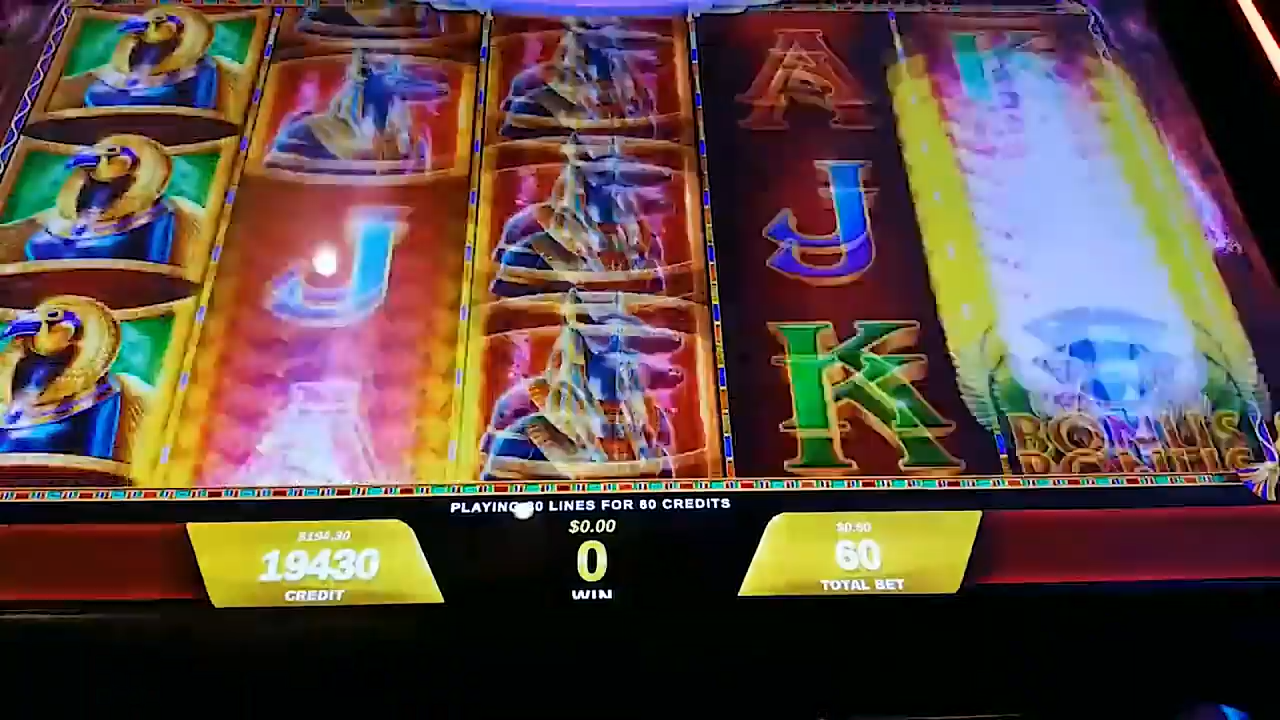 A
K
J
J
K
BONUS
BONUS
LINES FOR 60 CREDITS
PLAYING
$194.30
19430
CREDIT
$0.00
0
WIN
$0.60
60
TOTAL BET